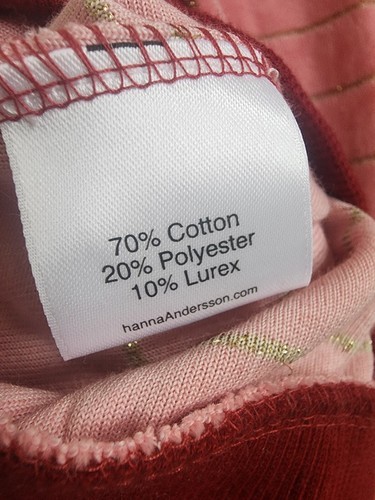 70% Cotton
20% Polyester
10% Lurex
hannaAndersson.com